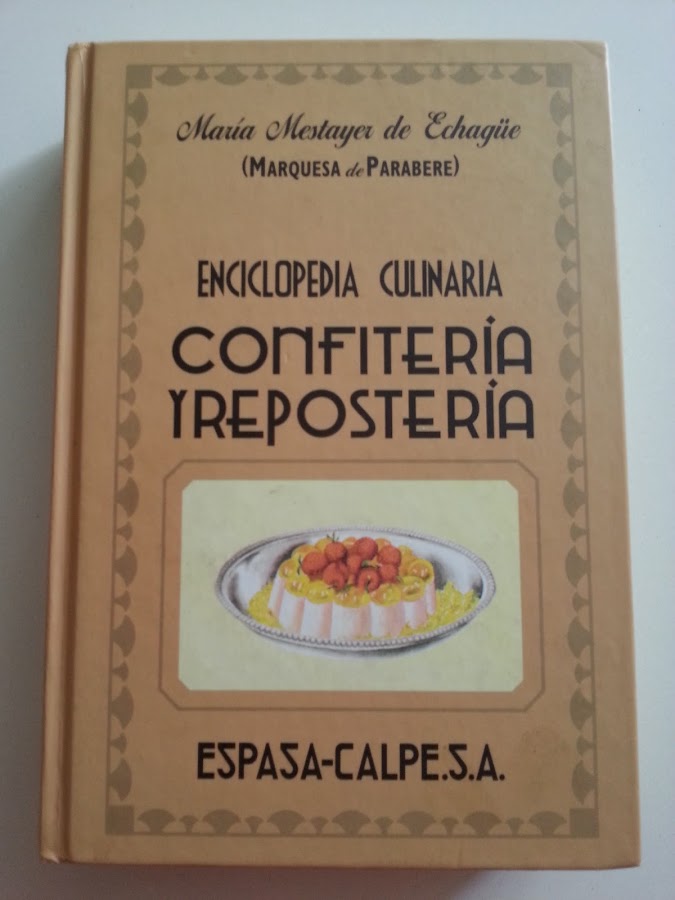 María Mestayer de Echagüe
(MARQUESA de PARABERE)
ENCICLOPEDIA CULINARIA
CONFITERÍA
Y REPOSTERÍA
ESPASA-CALPE.S.A.